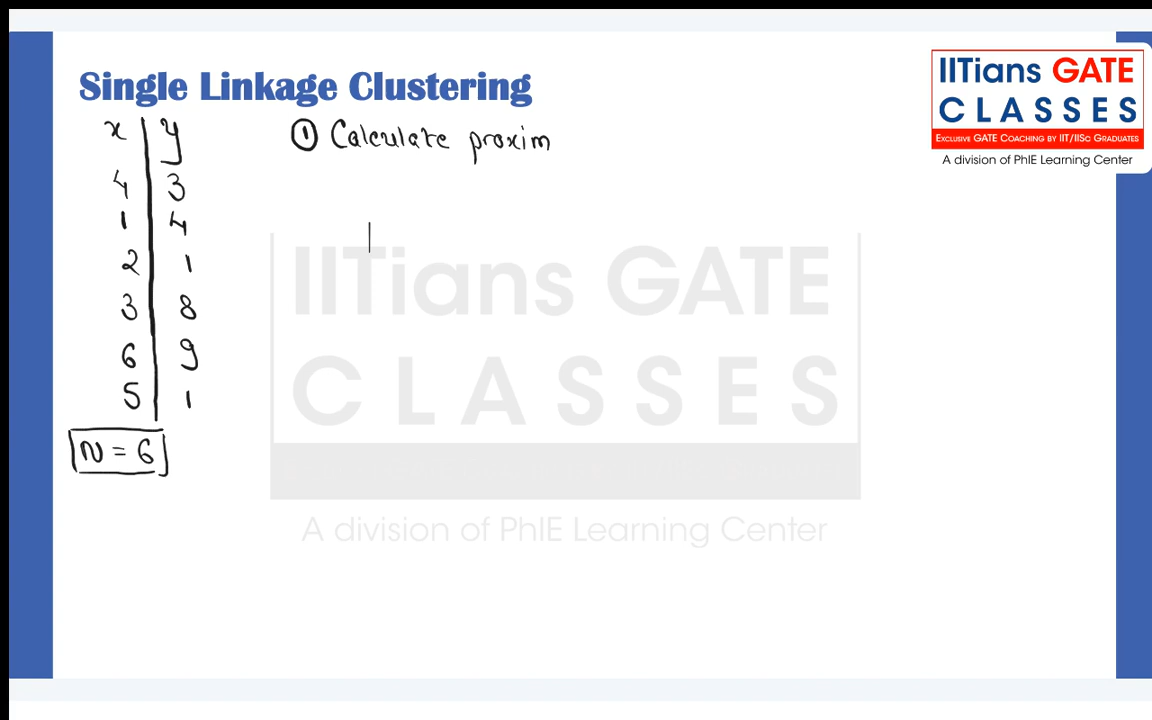 Single Linkage Clustering
IITians GATE
CLASSES
EXCLUSIVE GATE COACHING BY IIT/IISc GRADUATES
A division of PhIE Learning Center
x y
4 3
1 4
2 1
3 8
6 9
5 1
N = 6
① Calculate proxim
IITians GATE
CLASSES
A division of PhIE Learning Center